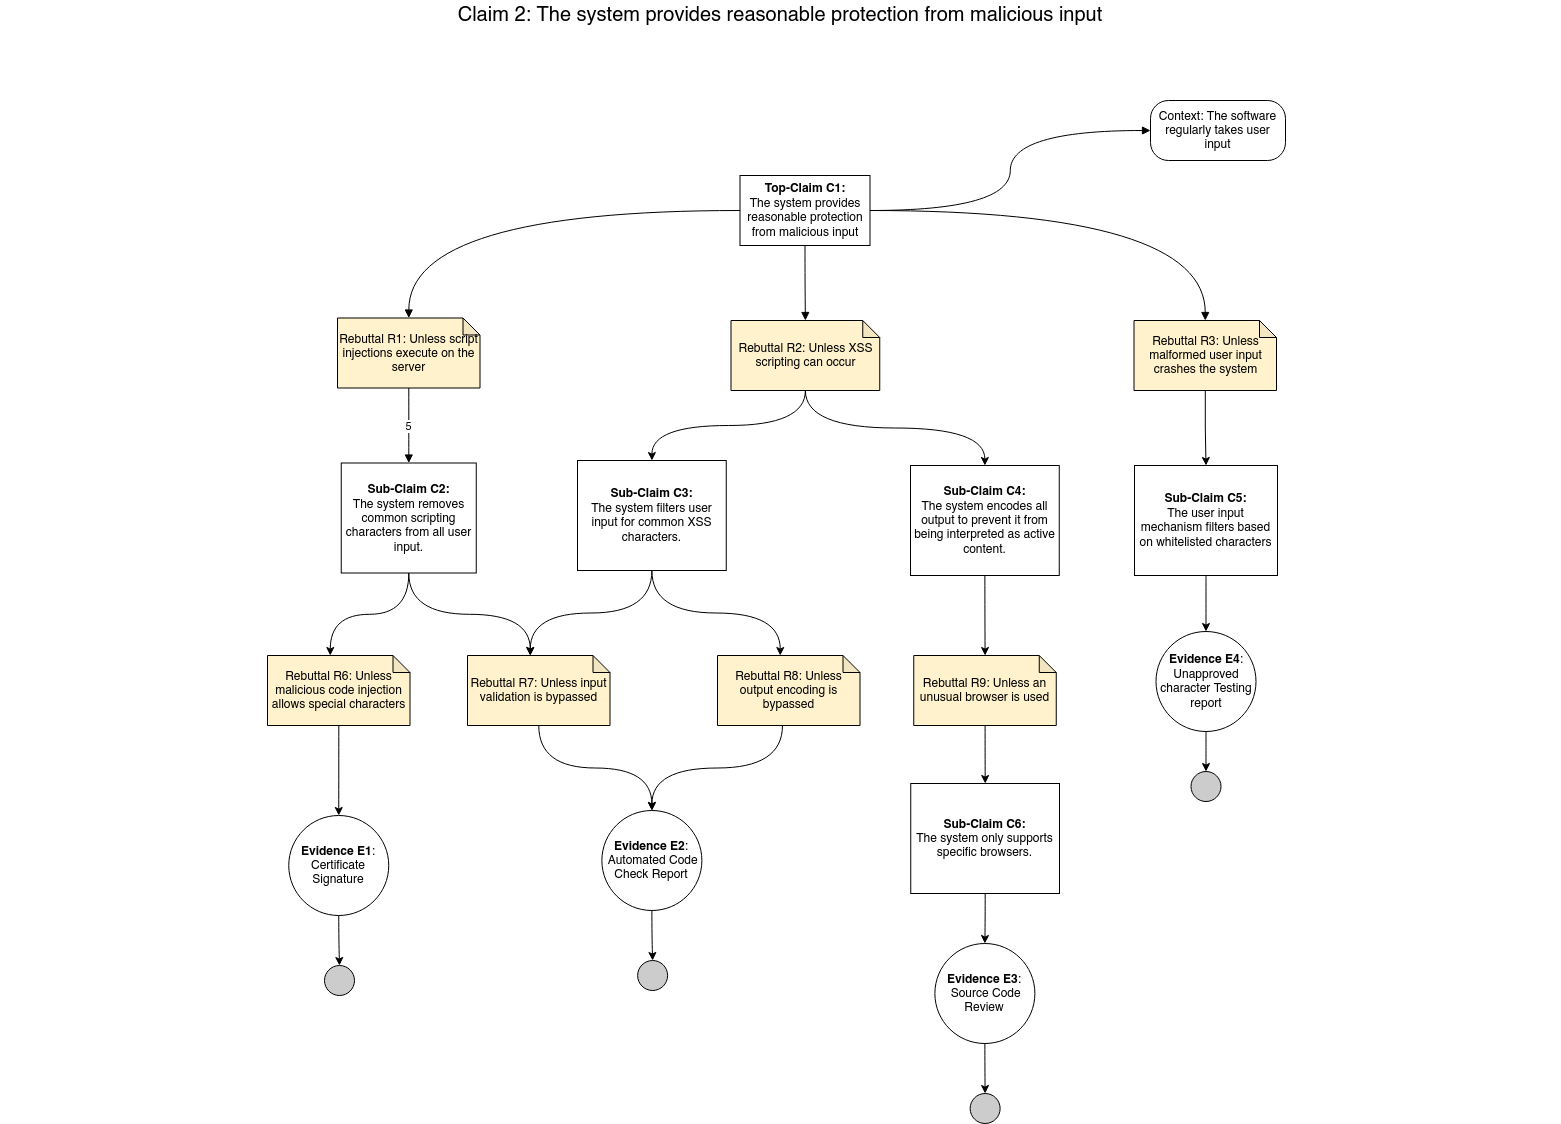 Claim 2: The system provides reasonable protection from malicious input
Context: The software
regularly takes user
input
Top-Claim C1:
The system provides
reasonable protection
from malicious input
Rebuttal R1: Unless script
injections execute on the
server
Rebuttal R2: Unless XSS
scripting can occur
Rebuttal R3: Unless
malformed user input
crashes the system
5
Sub-Claim C2:
The system removes
common scripting
characters from all user
input.
Sub-Claim C3:
The system filters user
input for common XSS
characters.
Sub-Claim C4:
The system encodes all
output to prevent it from
being interpreted as active
content.
Sub-Claim C5:
The user input
mechanism filters based
on whitelisted characters
Rebuttal R6: Unless
malicious code injection
allows special characters
Rebuttal R7: Unless input
validation is bypassed
Rebuttal R8: Unless
output encoding is
bypassed
Rebuttal R9: Unless an
unusual browser is used
Evidence E4:
Unapproved
character Testing
report
Evidence E1:
Certificate
Signature
Evidence E2:
Automated Code
Check Report
Sub-Claim C6:
The system only supports
specific browsers.
Evidence E3:
Source Code
Review